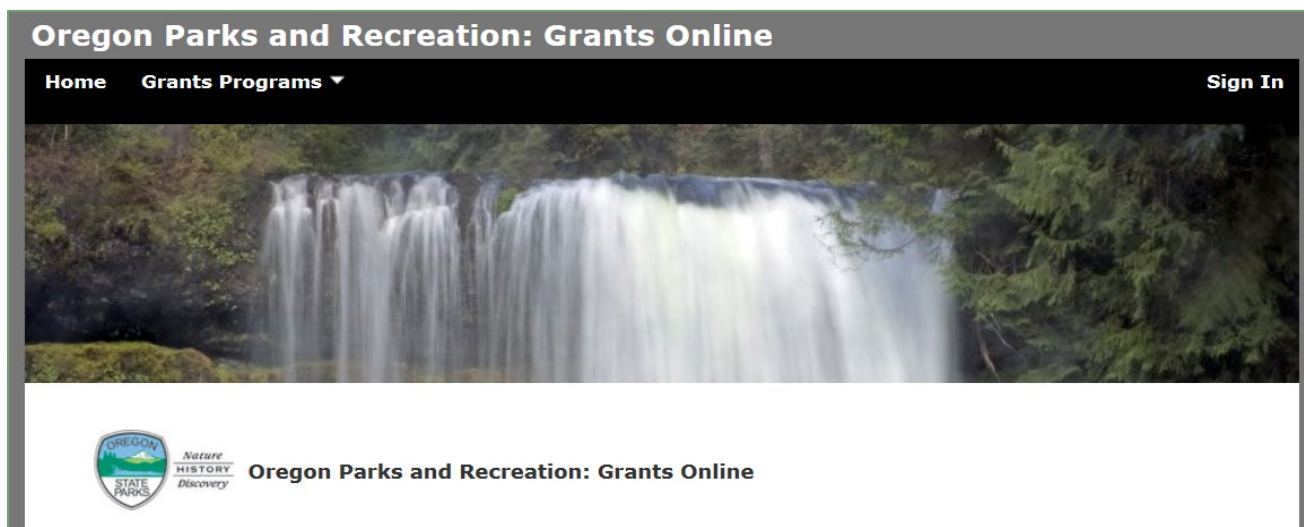 Oregon Parks and Recreation: Grants Online
Home Grants Programs Sign In
OREGON
STATE
PARKS
Nature
HISTORY
Discovery
Oregon Parks and Recreation: Grants Online